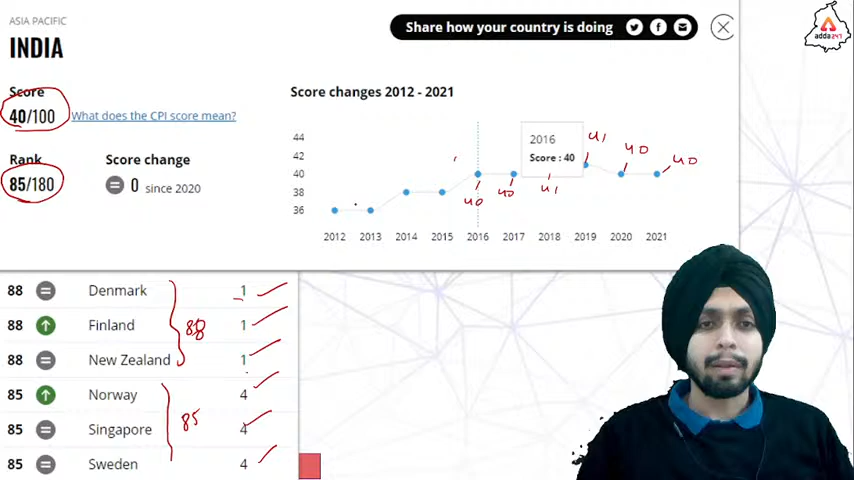 ASIA PACIFIC
INDIA
Share how your country is doing
adda247
Score
40/100
What does the CPI score mean?
Rank
85/180
Score change
0 since 2020
Score changes 2012 - 2021
44
42
40
38
36
2016
Score : 40
40
40
41
41
40
40
2012 2013 2014 2015 2016 2017 2018 2019 2020 2021
88 Denmark 1
88 Finland 1
88 New Zealand 1
88
85 Norway 4
85 Singapore 4
85 Sweden 4
85